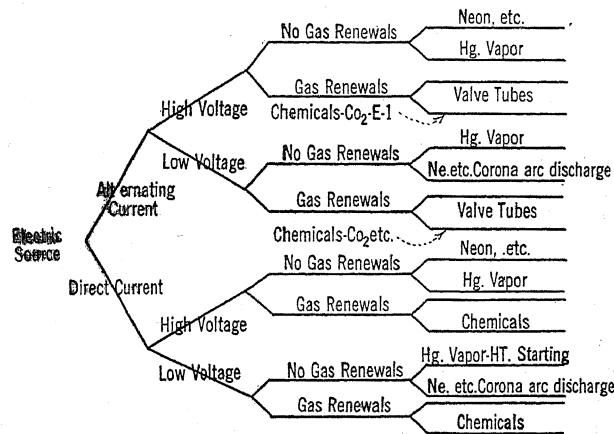 Neon, etc.
No Gas Renewals
Hg. Vapor
Gas Renewals
Valve Tubes
High Voltage
Chemicals-Co2-E-1
Hg. Vapor
Low Voltage
No Gas Renewals
Ne.etc.Corona arc discharge
Alternating
Current
Gas Renewals
Valve Tubes
Electric
Source
Chemicals-Co2etc.
Neon, .etc.
No Gas Renewals
Direct Current
Hg. Vapor
Gas Renewals
High Voltage
Chemicals
Hg. Vapor-HT. Starting
Low Voltage
No Gas Renewals
Ne. etc.Corona arc discharge
Gas Renewals
Chemicals